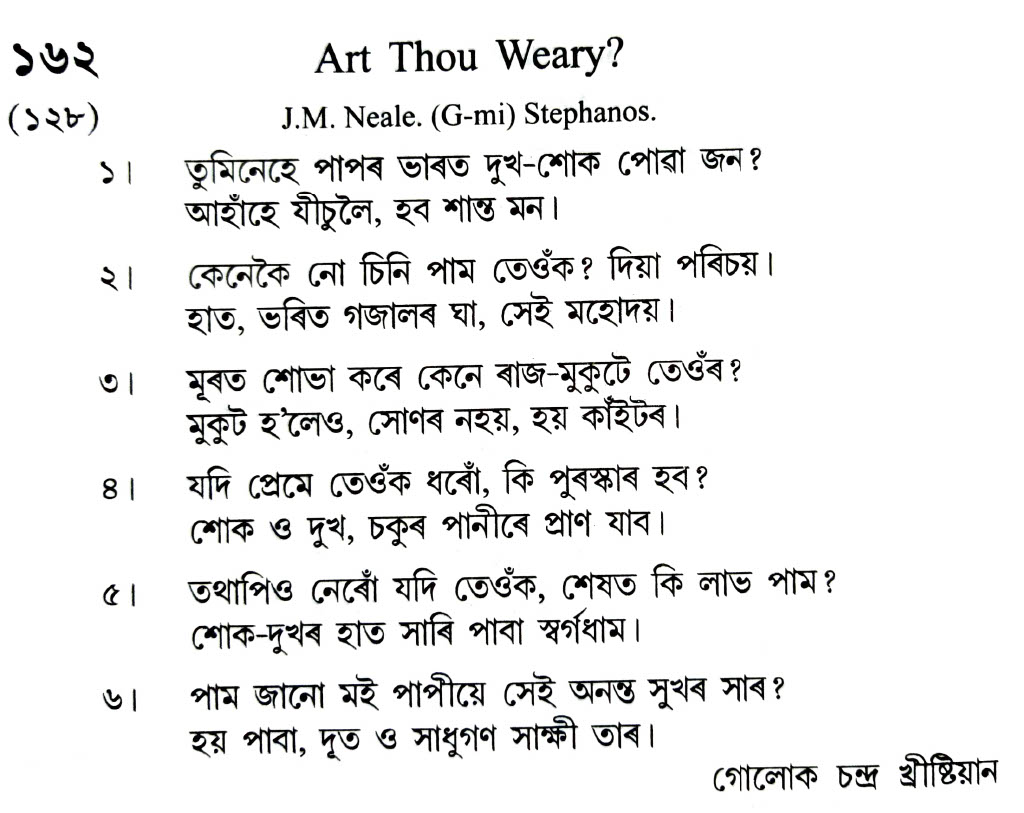 ১৬২ Art Thou Weary?
(১২৮) J.M. Neale. (G-mi) Stephanos.
১। তুমিনেহে পাপৰ ভাৰত দুখ-শোক পোৱা জন?
আহাঁহে যীচুলৈ, হব শান্ত মন।
২। কেনেকৈ নো চিনি পাম তেওঁক? দিয়া পৰিচয়।
হাত, ভৰিত গজালৰ ঘা, সেই মহোদয়।
৩। মূৰত শোভা কৰে কেনে ৰাজ-মুকুটে তেওঁৰ?
মুকুট হ’লেও, সোণৰ নহয়, হয় কাঁইটৰ।
৪। যদি প্ৰেমে তেওঁক ধৰোঁ, কি পুৰস্কাৰ হব?
শোক ও দুখ, চকুৰ পানীৰে প্ৰাণ যাব।
৫। তথাপিও নেৰোঁ যদি তেওঁক, শেষত কি লাভ পাম?
শোক-দুখৰ হাত সাৰি পাবা স্বৰ্গধাম।
৬। পাম জানো মই পাপীয়ে সেই অনন্ত সুখৰ সাৰ?
হয় পাবা, দূত ও সাধুগণ সাক্ষী তাৰ।
গোলোক চন্দ্ৰ খ্ৰীষ্টিয়ান